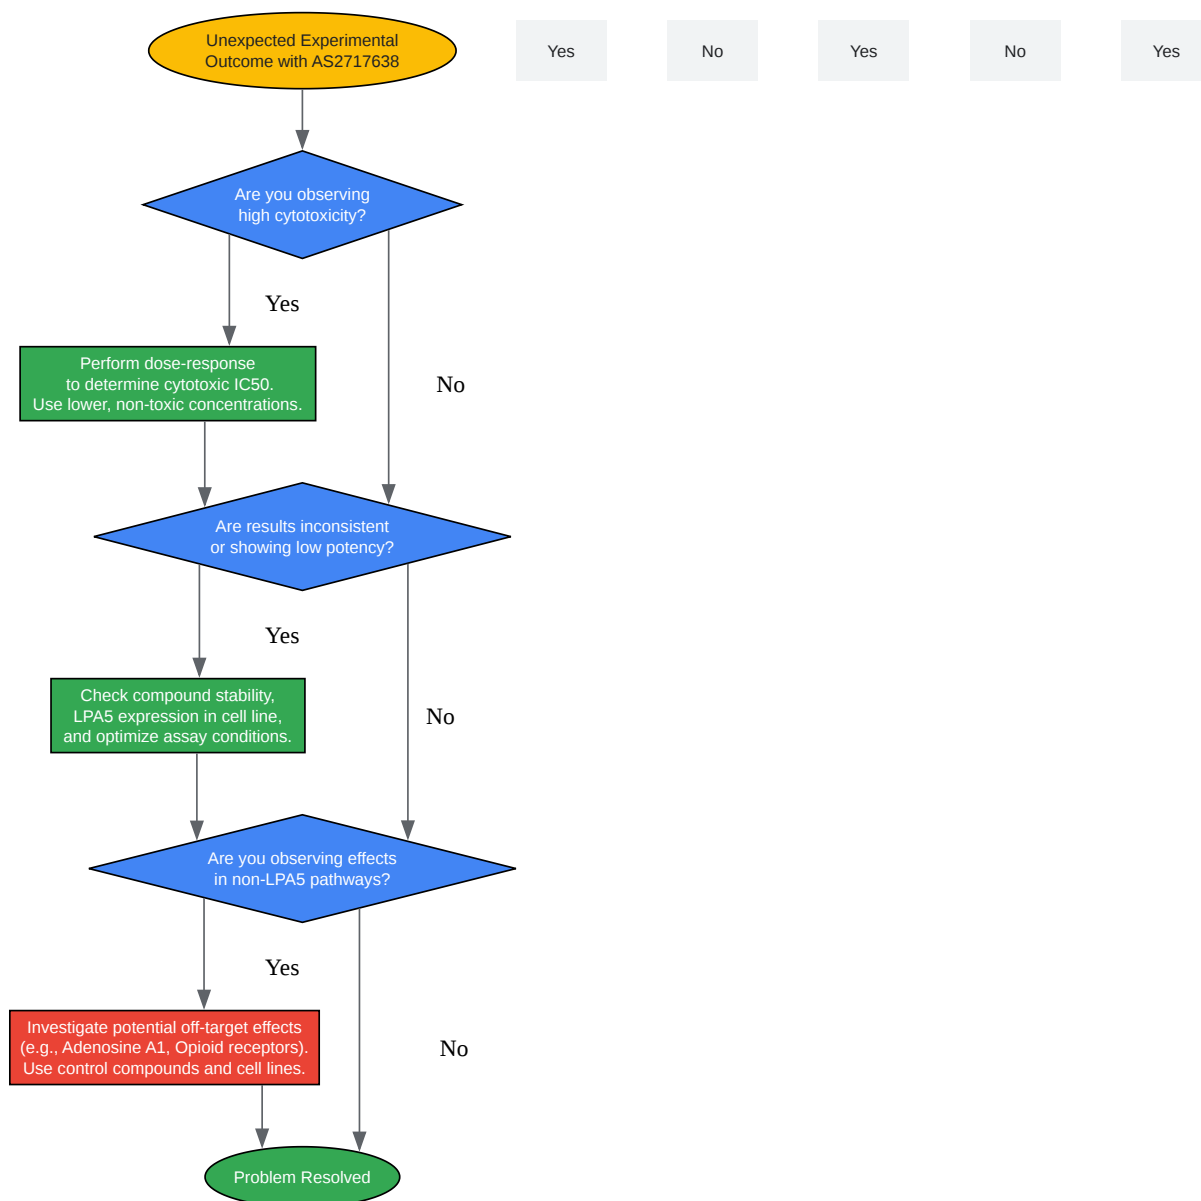 Unexpected Experimental
Outcome with AS2717638
Yes
No
Yes
No
Yes
Are you observing
high cytotoxicity?
Yes
No
Perform dose-response
to determine cytotoxic IC50.
Use lower, non-toxic concentrations.
Are results inconsistent
or showing low potency?
Yes
No
Check compound stability,
LPA5 expression in cell line,
and optimize assay conditions.
Are you observing effects
in non-LPA5 pathways?
Yes
No
Investigate potential off-target effects
(e.g., Adenosine A1, Opioid receptors).
Use control compounds and cell lines.
Problem Resolved